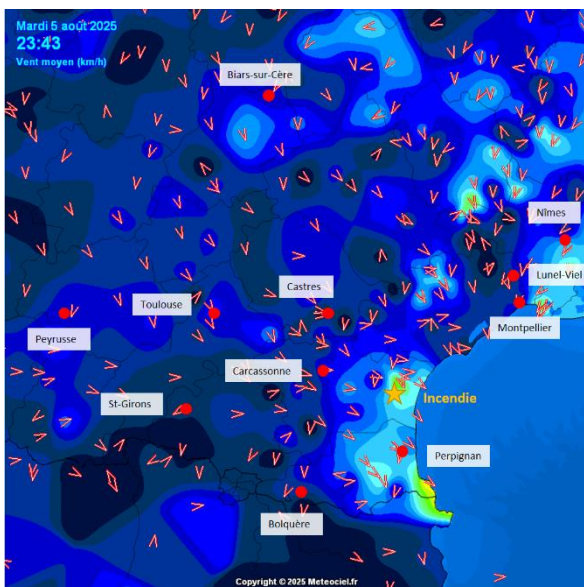 Mardi 5 août 2025
23:43
Vent moyen (km/h)
Biars-sur-Cère
Nîmes
Lunel-Viel
Castres
Toulouse
Montpellier
Peyrusse
Carcassonne
Incendie
St-Girons
Perpignan
Bolquère
Copyright © 2025 Meteociel.fr